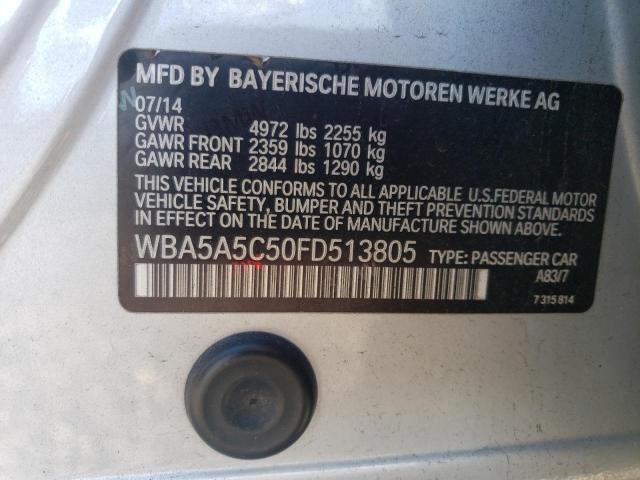 MFD BY BAYERISCHE MOTOREN WERKE AG
07/14
GVWR 4972 lbs 2255 kg
GAWR FRONT 2359 lbs 1070 kg
GAWR REAR 2844 lbs 1290 kg
THIS VEHICLE CONFORMS TO ALL APPLICABLE U.S.FEDERAL MOTOR
VEHICLE SAFETY, BUMPER AND THEFT PREVENTION STANDARDS
IN EFFECT ON THE DATE OF MANUFACTURE SHOWN ABOVE.
WBA5A5C50FD513805 TYPE: PASSENGER CAR
A83/7
7 315 814